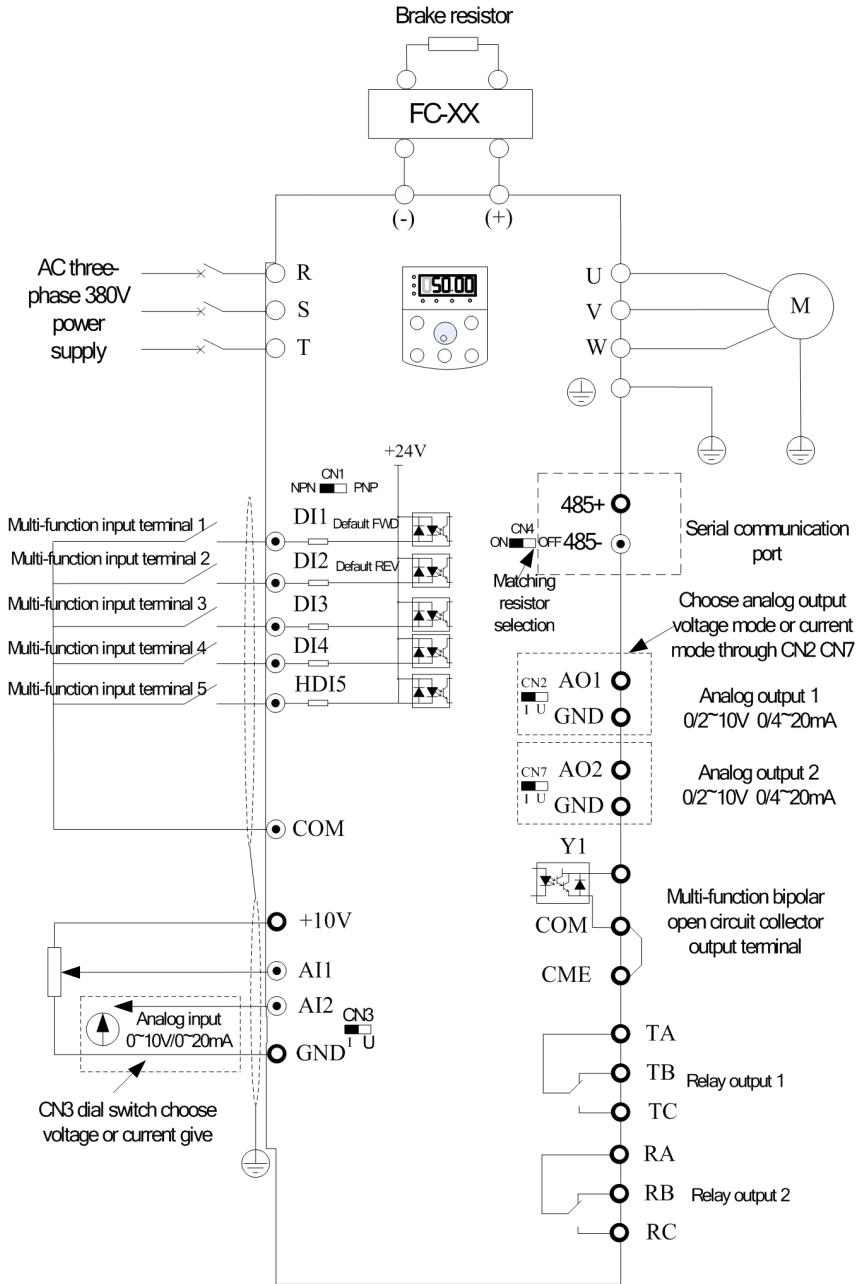 Brake resistor
FC-XX
(-)
(+)
AC three-
phase 380V
power
supply
R
S
T
50.00
U
V
W
M
+24V
CN1
NPN PNP
Multi-function input terminal 1
DI1 Default FWD
Multi-function input terminal 2
DI2 Default REV
Multi-function input terminal 3
DI3
Multi-function input terminal 4
DI4
Multi-function input terminal 5
HDI5
COM
+10V
AI1
AI2
CN3
I U
GND
Analog input
0~10V/0~20mA
CN3 dial switch choose
voltage or current give
485+
CN4
ON OFF 485-
Matching
resistor
selection
Serial communication
port
Choose analog output
voltage mode or current
mode through CN2 CN7
CN2
I U
AO1
GND
Analog output 1
0/2~10V 0/4~20mA
CN7
I U
AO2
GND
Analog output 2
0/2~10V 0/4~20mA
Y1
COM
CME
Multi-function bipolar
open circuit collector
output terminal
TA
TB
TC
Relay output 1
RA
RB
RC
Relay output 2